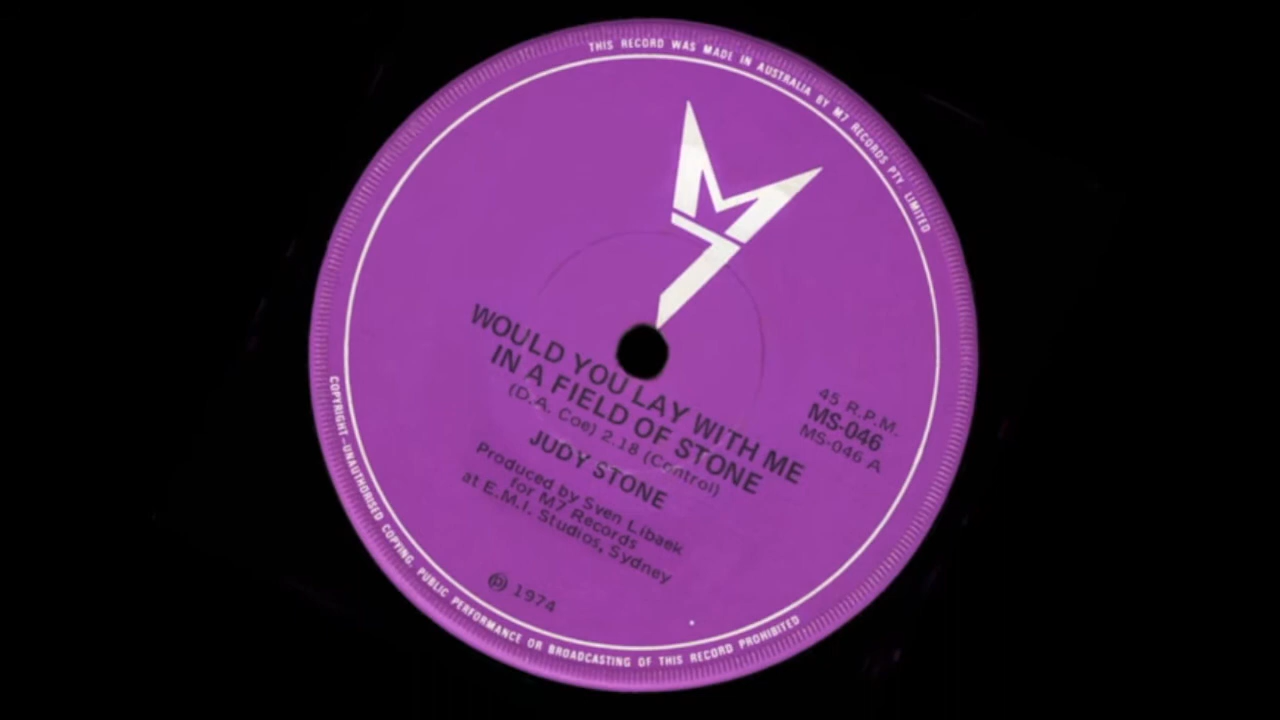 THIS RECORD WAS MADE IN AUSTRALIA BY M7 RECORDS PTY. LIMITED
M7
WOULD YOU LAY WITH ME
IN A FIELD OF STONE
(D.A. Coe) 2.18 (Control)
JUDY STONE
Produced by Sven Libaek
for M7 Records
at E.M.I. Studios, Sydney
45 R.P.M.
MS-046
MS-046 A
℗ 1974
COPYRIGHT—UNAUTHORISED COPYING, PUBLIC PERFORMANCE OR BROADCASTING OF THIS RECORD PROHIBITED